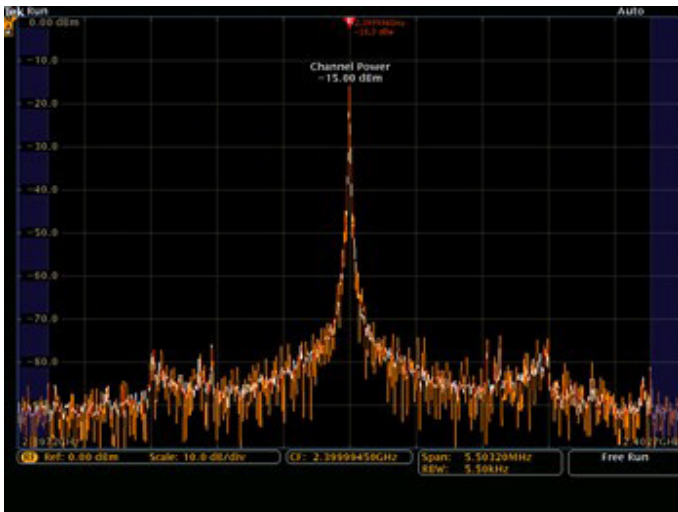 Tek Run
Auto
0.00 dBm
-10.0
Channel Power
-15.00 dBm
-20.0
-30.0
-40.0
-50.0
-60.0
-70.0
-80.0
Ref: 0.00 dBm Scale: 10.0 dB/div CF: 2.39999450GHz Span: 5.50320MHz Free Run
RBW: 5.50kHz